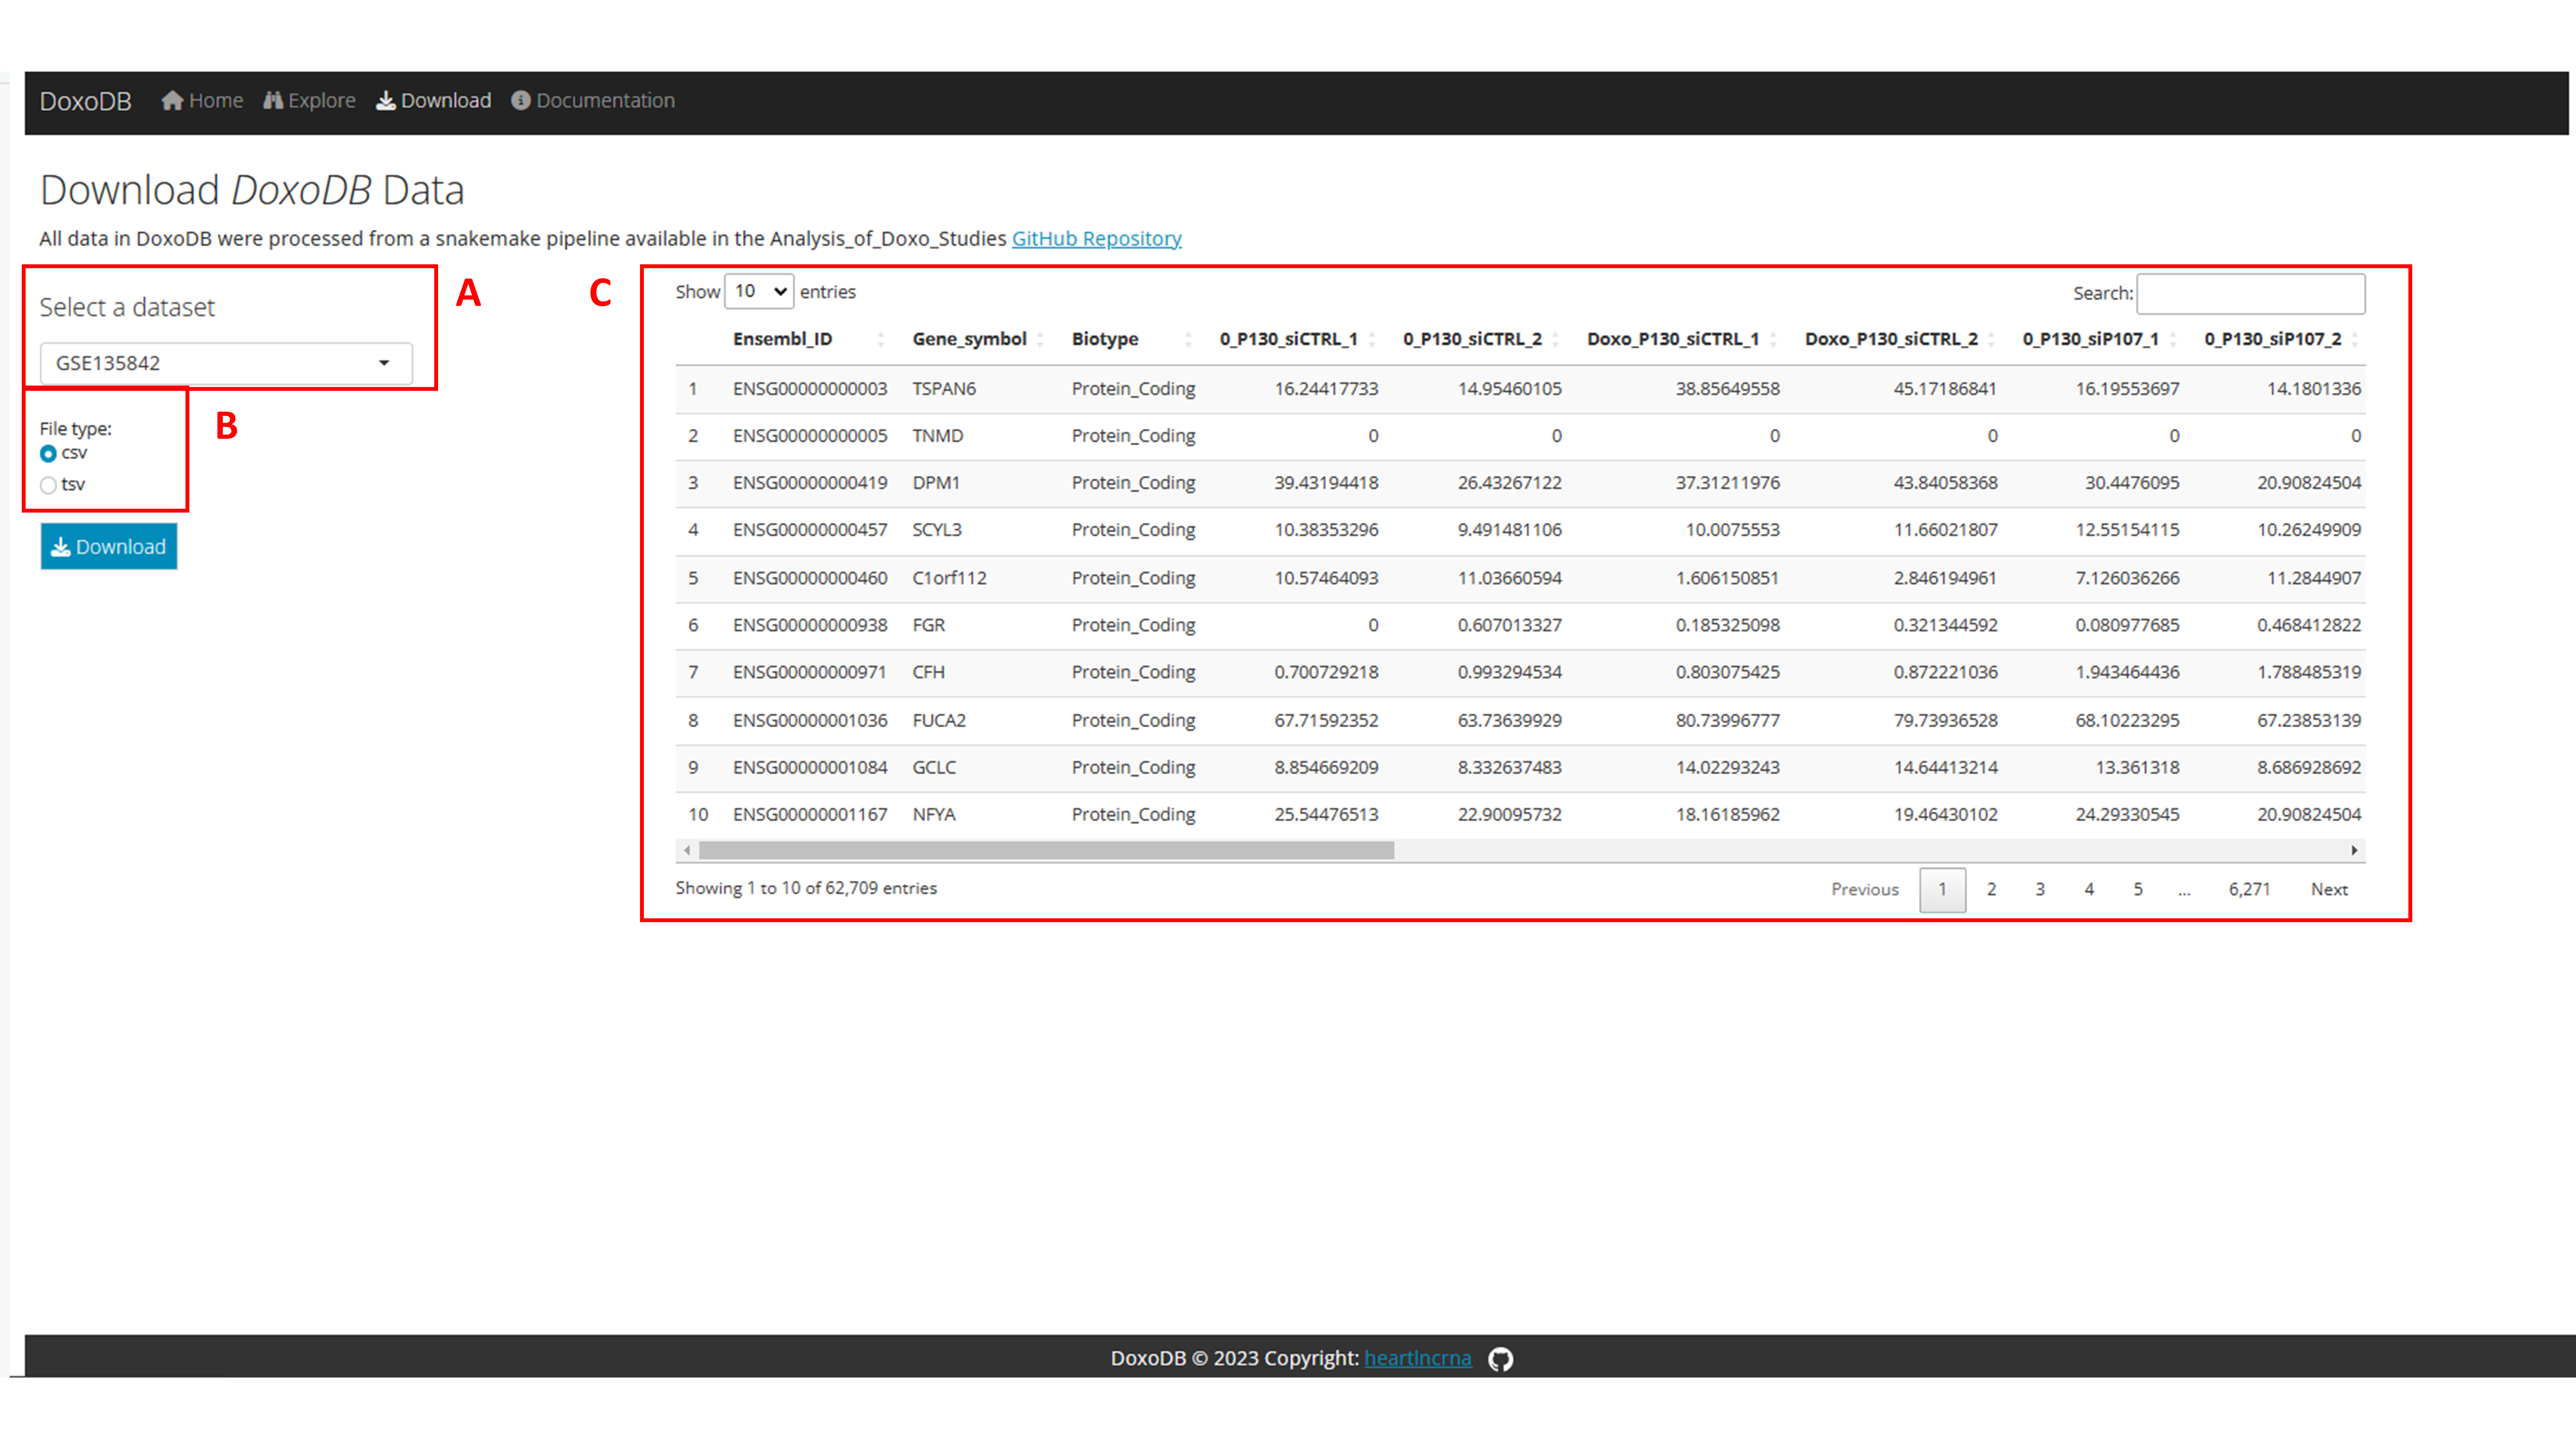 DoxoDB Home Explore Download Documentation
Download DoxoDB Data
All data in DoxoDB were processed from a snakemake pipeline available in the Analysis_of_Doxo_Studies GitHub Repository
A
Select a dataset
GSE135842
B
File type:
csv
tsv
Download
C
Show 10 entries Search:
Ensembl_ID Gene_symbol Biotype 0_P130_siCTRL_1 0_P130_siCTRL_2 Doxo_P130_siCTRL_1 Doxo_P130_siCTRL_2 0_P130_siP107_1 0_P130_siP107_2
1 ENSG00000000003 TSPAN6 Protein_Coding 16.24417733 14.95460105 38.85649558 45.17186841 16.19553697 14.1801336
2 ENSG00000000005 TNMD Protein_Coding 0 0 0 0 0 0
3 ENSG00000000419 DPM1 Protein_Coding 39.43194418 26.43267122 37.31211976 43.84058368 30.4476095 20.90824504
4 ENSG00000000457 SCYL3 Protein_Coding 10.38353296 9.491481106 10.0075553 11.66021807 12.55154115 10.26249909
5 ENSG00000000460 C1orf112 Protein_Coding 10.57464093 11.03660594 1.606150851 2.846194961 7.126036266 11.2844907
6 ENSG00000000938 FGR Protein_Coding 0 0.607013327 0.185325098 0.321344592 0.080977685 0.468412822
7 ENSG00000000971 CFH Protein_Coding 0.700729218 0.993294534 0.803075425 0.872221036 1.943464436 1.788485319
8 ENSG00000001036 FUCA2 Protein_Coding 67.71592352 63.73639929 80.73996777 79.73936528 68.10223295 67.23853139
9 ENSG00000001084 GCLC Protein_Coding 8.854669209 8.332637483 14.02293243 14.64413214 13.361318 8.686928692
10 ENSG00000001167 NFYA Protein_Coding 25.54476513 22.90095732 18.16185962 19.46430102 24.29330545 20.90824504
Showing 1 to 10 of 62,709 entries Previous 1 2 3 4 5 ... 6,271 Next
DoxoDB © 2023 Copyright: heartlncrna